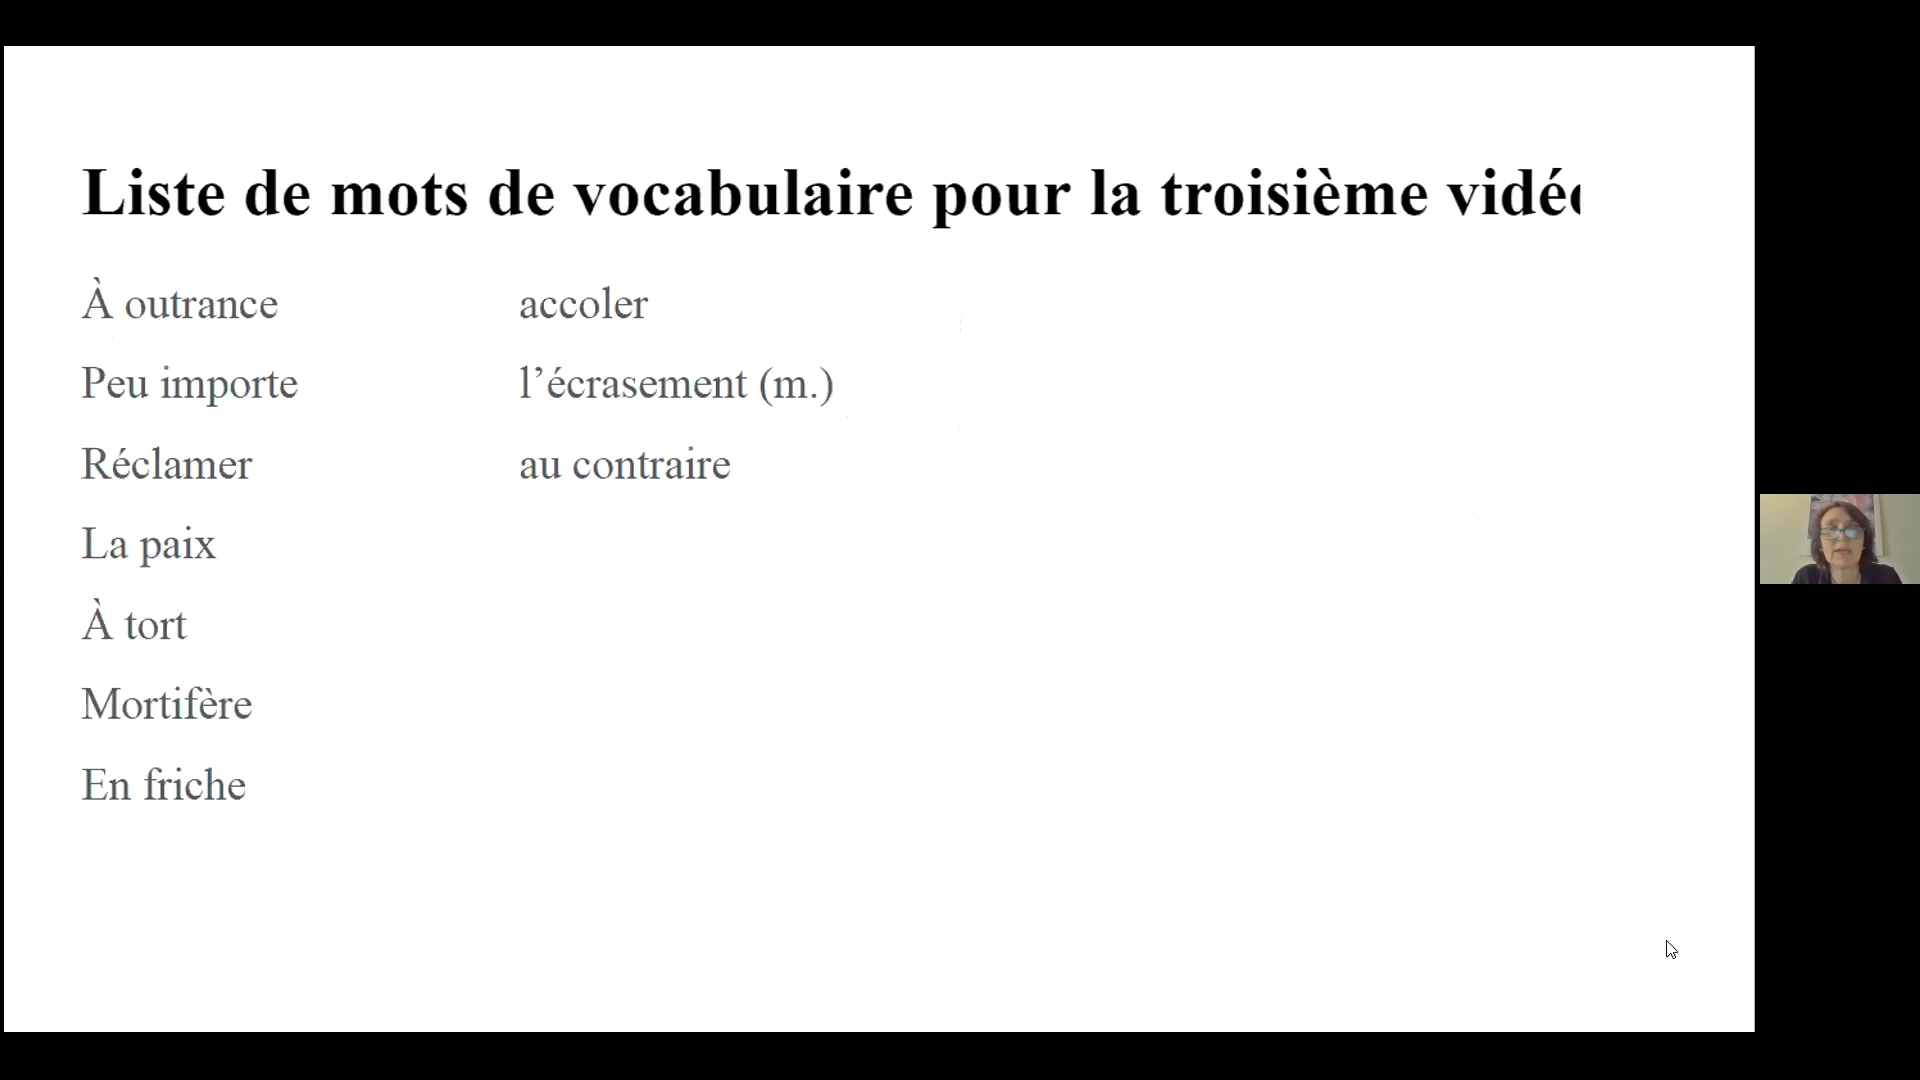 Liste de mots de vocabulaire pour la troisième vidéo
À outrance
Peu importe
Réclamer
La paix
À tort
Mortifère
En friche
accoler
l’écrasement (m.)
au contraire